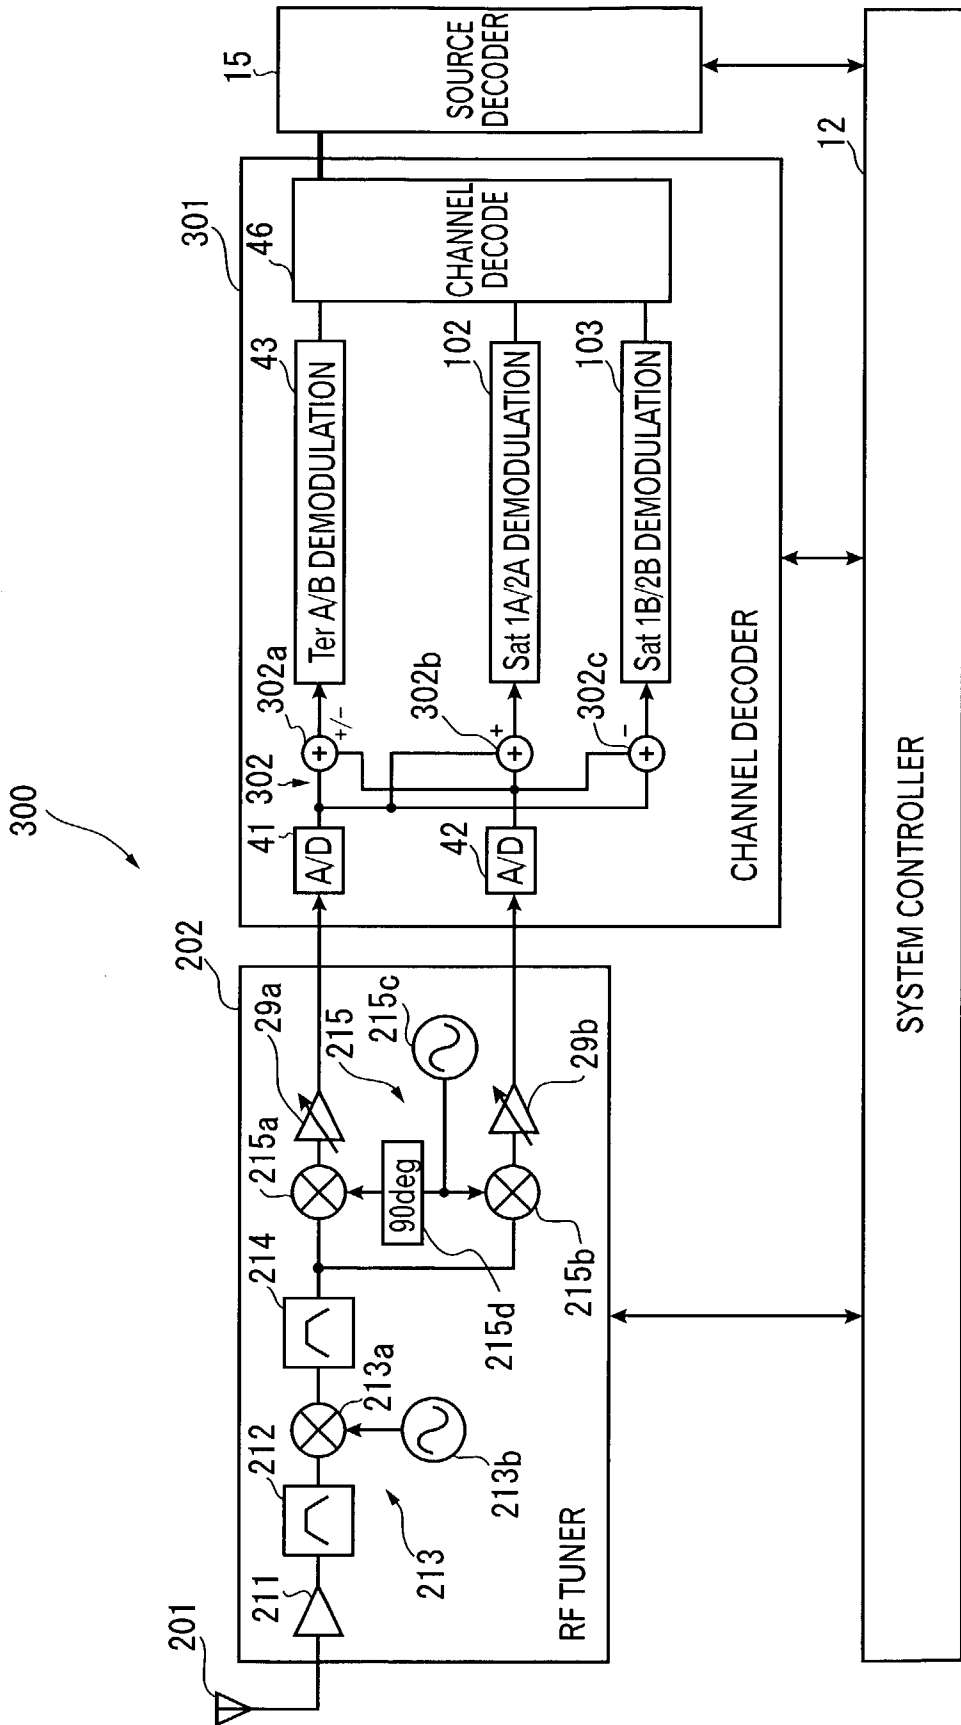 300
201
202
RF TUNER
211
212
213
213a
213b
214
215
215a
215b
215c
215d
90deg
29a
29b
301
CHANNEL DECODER
41
A/D
42
A/D
302
302a
+
+/-
302b
+
+
302c
+
-
43
Ter A/B DEMODULATION
102
Sat 1A/2A DEMODULATION
103
Sat 1B/2B DEMODULATION
46
CHANNEL
DECODE
15
SOURCE
DECODER
12
SYSTEM CONTROLLER